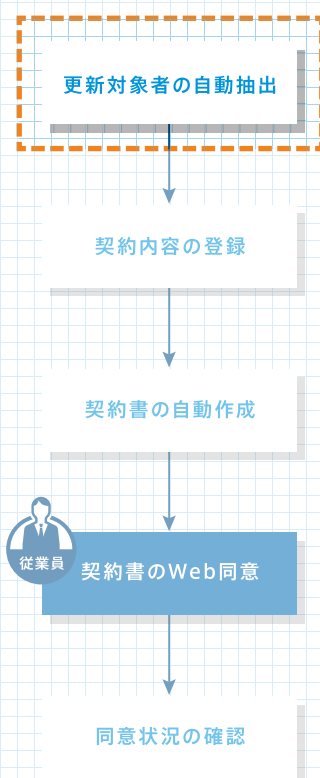 更新対象者の自動抽出
契約内容の登録
契約書の自動作成
従業員
契約書のWeb同意
同意状況の確認